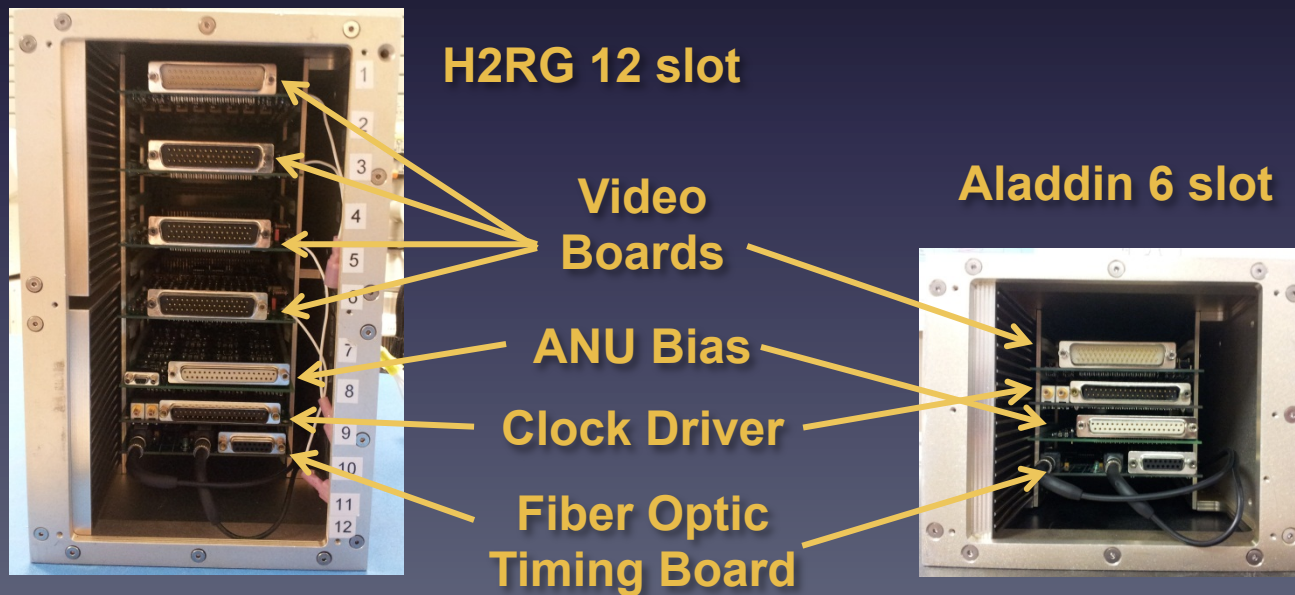 H2RG 12 slot
Aladdin 6 slot
Video
Boards
ANU Bias
Clock Driver
Fiber Optic
Timing Board
1
2
3
4
5
6
7
8
9
10
11
12